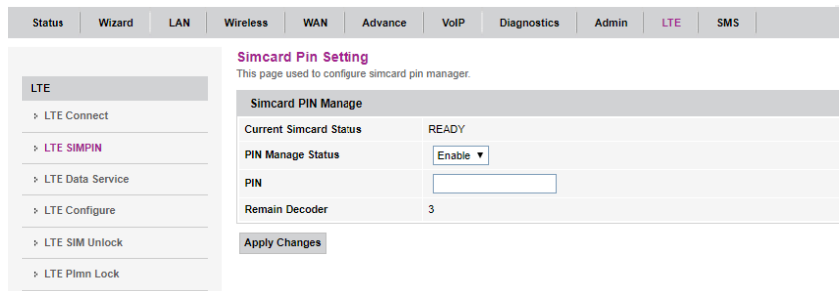 Status Wizard LAN Wireless WAN Advance VoIP Diagnostics Admin LTE SMS
LTE
LTE Connect
LTE SIMPIN
LTE Data Service
LTE Configure
LTE SIM Unlock
LTE Plmn Lock
Simcard Pin Setting
This page used to configure simcard pin manager.
Simcard PIN Manage
Current Simcard Status READY
PIN Manage Status Enable
PIN
Remain Decoder 3
Apply Changes